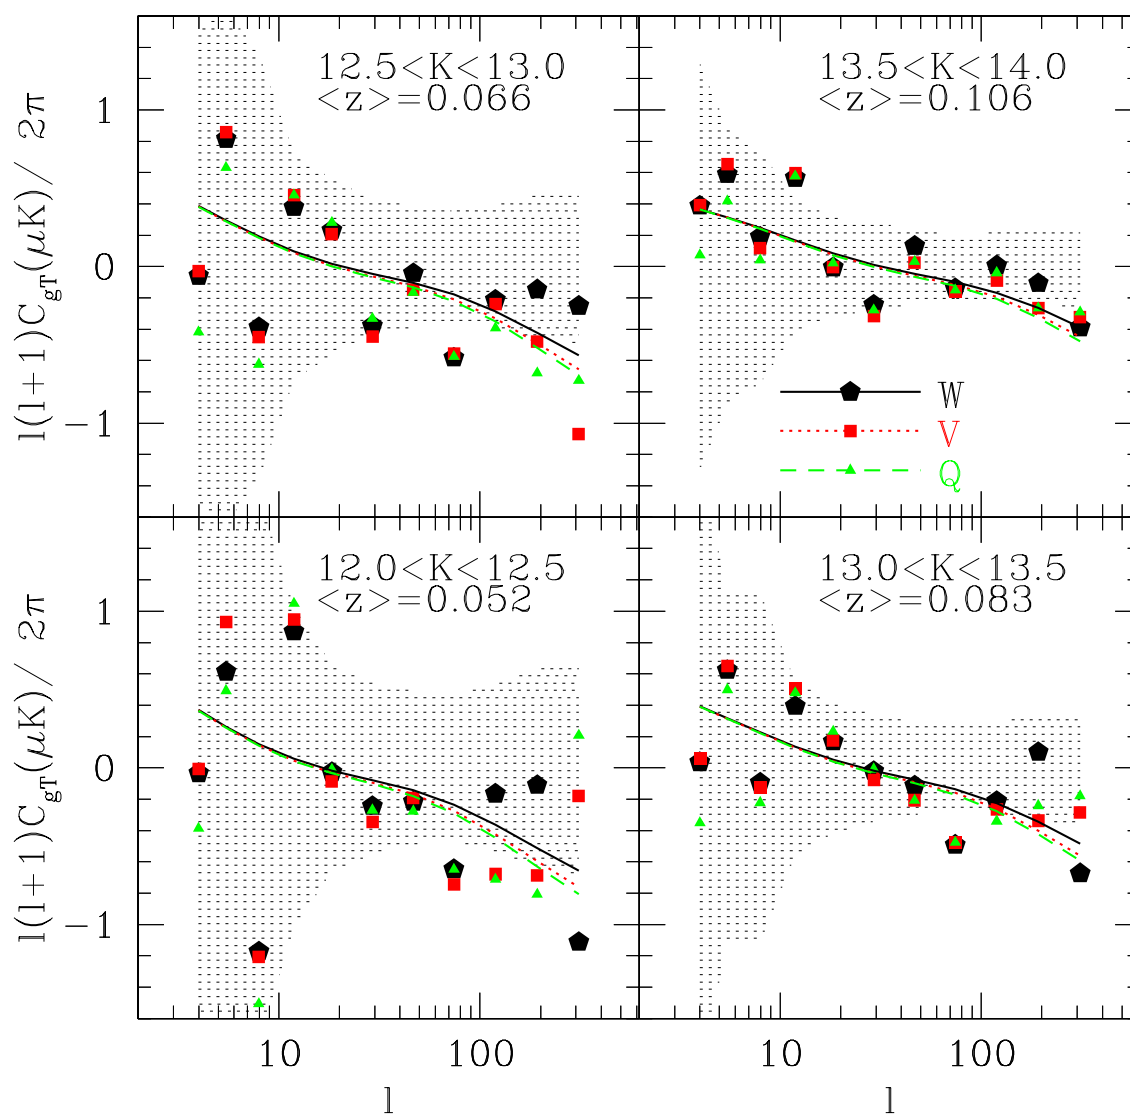 l(l+1)C_gT(μK)/ 2π
12.5<K<13.0
<z>=0.066
13.5<K<14.0
<z>=0.106
1
0
−1
W
V
Q
l(l+1)C_gT(μK)/ 2π
12.0<K<12.5
<z>=0.052
13.0<K<13.5
<z>=0.083
1
0
−1
10 100 10 100
l l